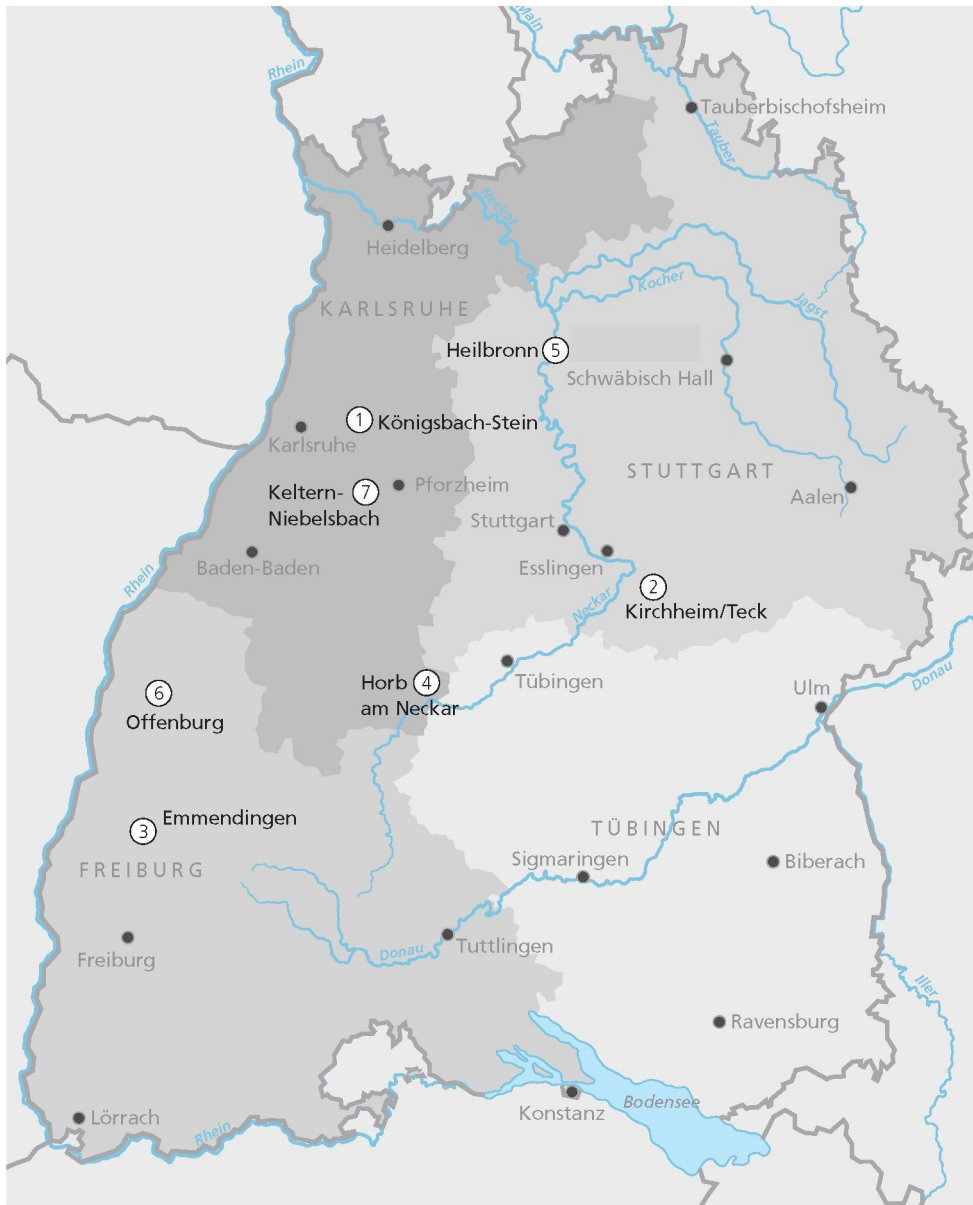 Main
Rhein
Tauberbischofsheim
Tauber
Neckar
Heidelberg
KARLSRUHE
Kocher
Jagst
Heilbronn 5
Schwäbisch Hall
1 Königsbach-Stein
Karlsruhe
STUTTGART
Keltern-
Niebelsbach
7
Pforzheim
Aalen
Stuttgart
Baden-Baden
Esslingen
Rhein
2
Kirchheim/Teck
Neckar
Horb
am Neckar
4
Tübingen
Donau
6
Offenburg
Ulm
3 Emmendingen
TÜBINGEN
FREIBURG
Sigmaringen
Biberach
Freiburg
Donau
Tuttlingen
Iller
Ravensburg
Konstanz
Bodensee
Lörrach
Rhein